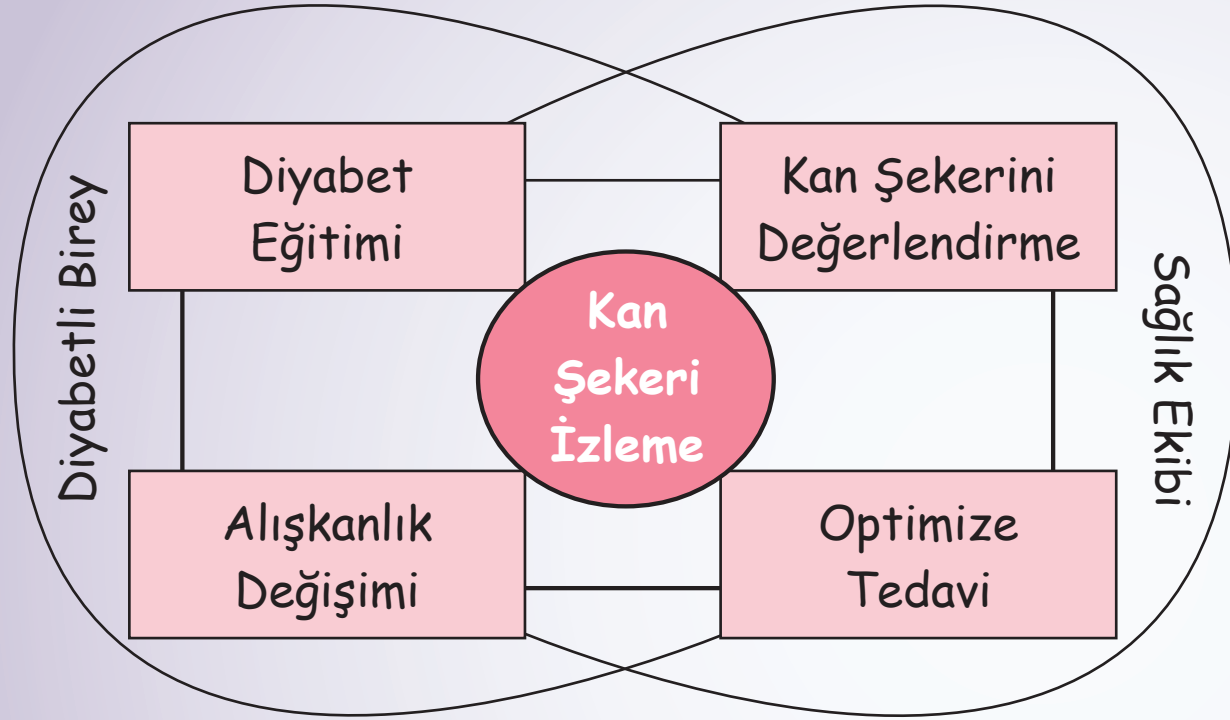 Diyabetli Birey
Diyabet
Eğitimi
Kan Şekerini
Değerlendirme
Kan
Şekeri
İzleme
Alışkanlık
Değişimi
Optimize
Tedavi
Sağlık Ekibi